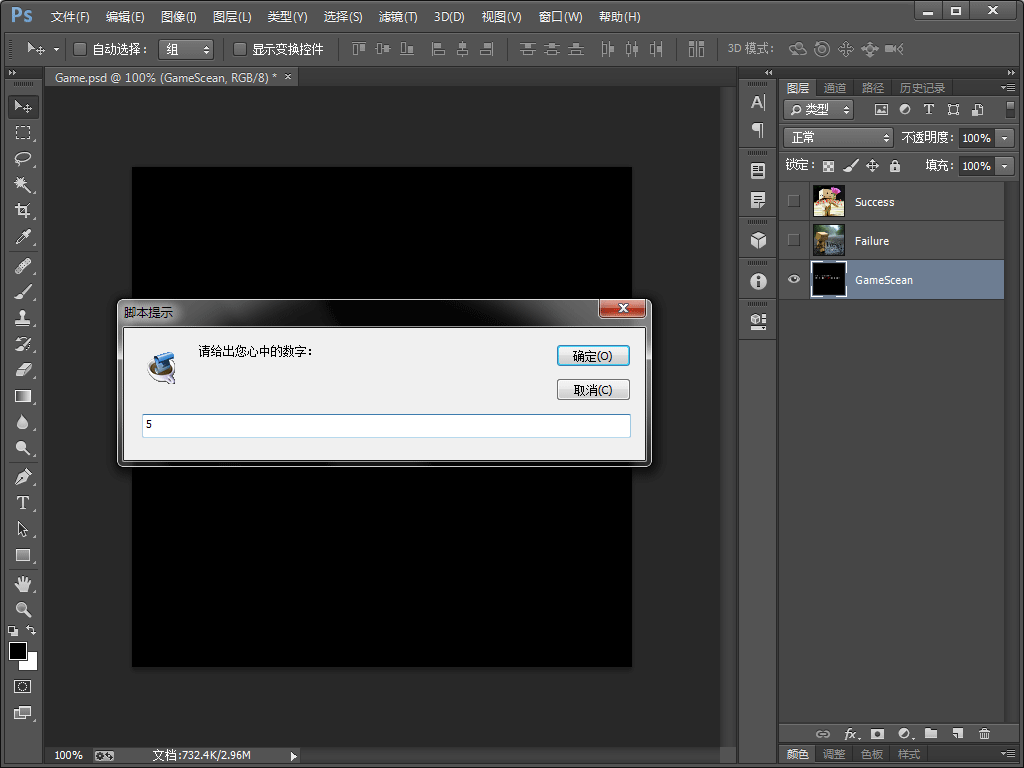 Ps 文件(F) 编辑(E) 图像(I) 图层(L) 类型(Y) 选择(S) 滤镜(T) 3D(D) 视图(V) 窗口(W) 帮助(H)
自动选择: 组 显示变换控件 3D 模式:
Game.psd @ 100% (GameScean, RGB/8) * ×
图层 通道 路径 历史记录
类型
正常 不透明度: 100%
锁定: 填充: 100%
Success
Failure
GameScean
脚本提示
请给出您心中的数字:
确定(O)
取消(C)
5
100% 文档:732.4K/2.96M
颜色 调整 色板 样式